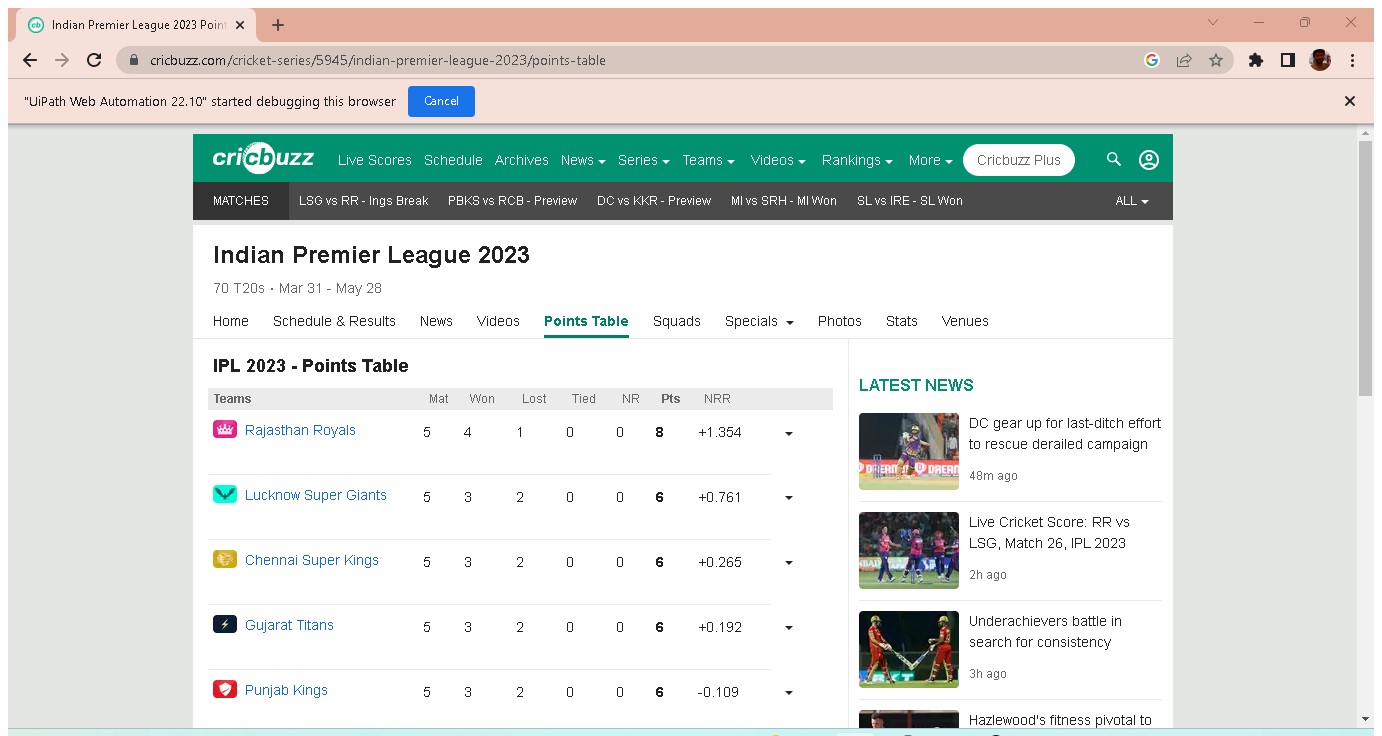 Indian Premier League 2023 Poin
cricbuzz.com/cricket-series/5945/indian-premier-league-2023/points-table
"UiPath Web Automation 22.10" started debugging this browser Cancel
cricbuzz Live Scores Schedule Archives News Series Teams Videos Rankings More Cricbuzz Plus
MATCHES LSG vs RR - Ings Break PBKS vs RCB - Preview DC vs KKR - Preview MI vs SRH - MI Won SL vs IRE - SL Won ALL
Indian Premier League 2023
70 T20s · Mar 31 - May 28
Home Schedule & Results News Videos Points Table Squads Specials Photos Stats Venues
IPL 2023 - Points Table
Teams Mat Won Lost Tied NR Pts NRR
Rajasthan Royals 5 4 1 0 0 8 +1.354
Lucknow Super Giants 5 3 2 0 0 6 +0.761
Chennai Super Kings 5 3 2 0 0 6 +0.265
Gujarat Titans 5 3 2 0 0 6 +0.192
Punjab Kings 5 3 2 0 0 6 -0.109
LATEST NEWS
DC gear up for last-ditch effort
to rescue derailed campaign
48m ago
Live Cricket Score: RR vs
LSG, Match 26, IPL 2023
2h ago
Underachievers battle in
search for consistency
3h ago
Hazlewood's fitness pivotal to